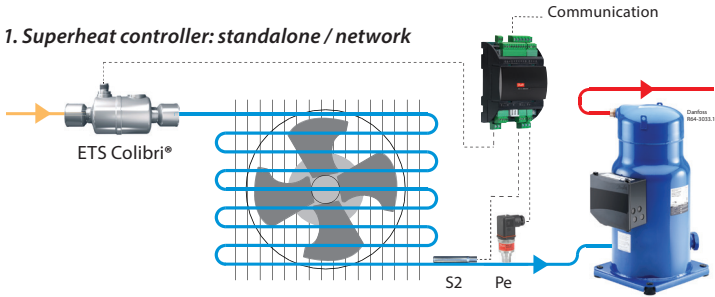 Communication
1. Superheat controller: standalone / network
Danfoss
R64-3033.1
ETS Colibri®
S2
Pe